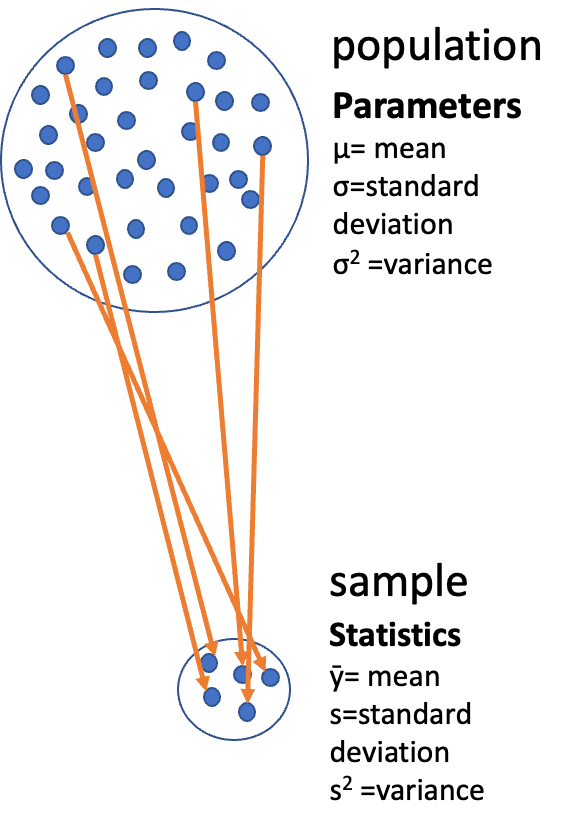 population
Parameters
μ= mean
σ=standard
deviation
σ² =variance
sample
Statistics
ȳ= mean
s=standard
deviation
s² =variance